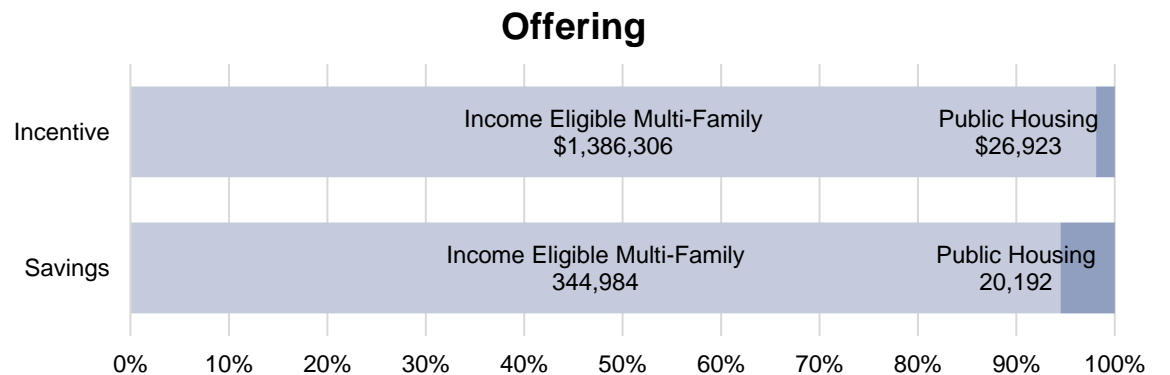 Offering
Incentive
Income Eligible Multi-Family
$1,386,306
Public Housing
$26,923
Savings
Income Eligible Multi-Family
344,984
Public Housing
20,192
0% 10% 20% 30% 40% 50% 60% 70% 80% 90% 100%